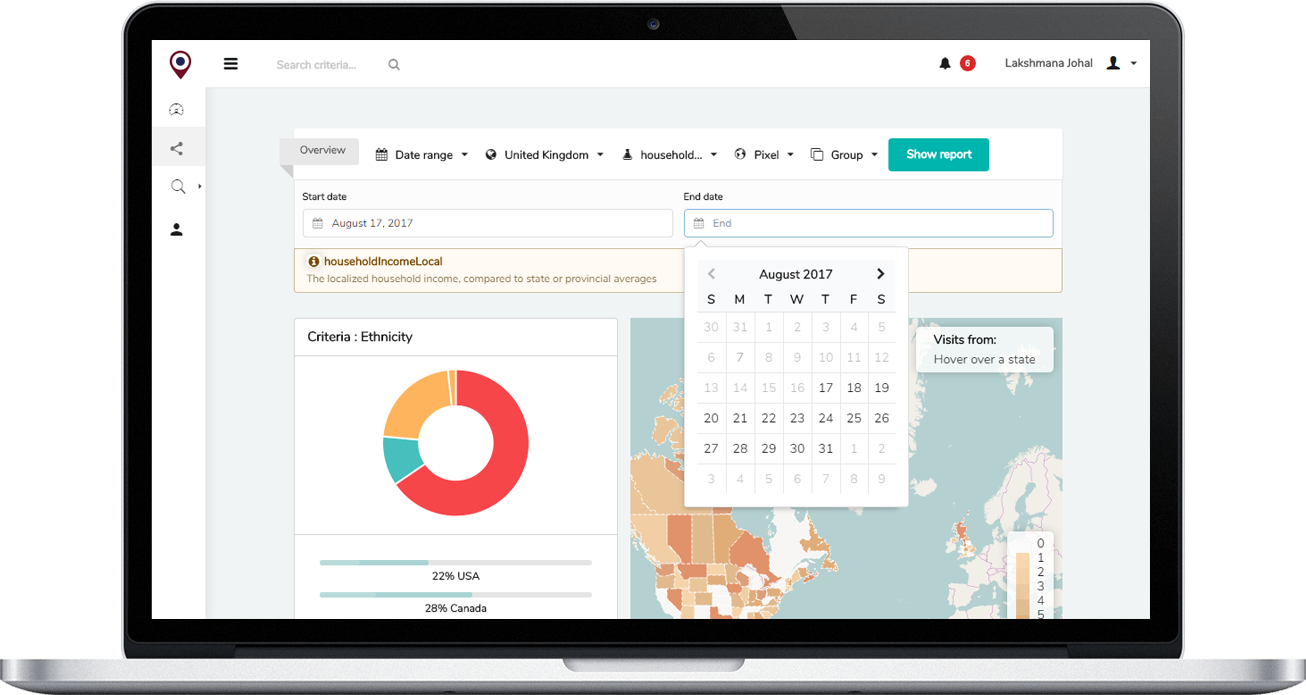 Search criteria...
6
Lakshmana Johal
Overview
Date range
United Kingdom
household...
Pixel
Group
Show report
Start date
End date
August 17, 2017
End
householdIncomeLocal
The localized household income, compared to state or provincial averages
August 2017
S M T W T F S
30 31 1 2 3 4 5
6 7 8 9 10 11 12
13 14 15 16 17 18 19
20 21 22 23 24 25 26
27 28 29 30 31 1 2
3 4 5 6 7 8 9
Criteria : Ethnicity
Visits from:
Hover over a state
22% USA
28% Canada
0
1
2
3
4
5